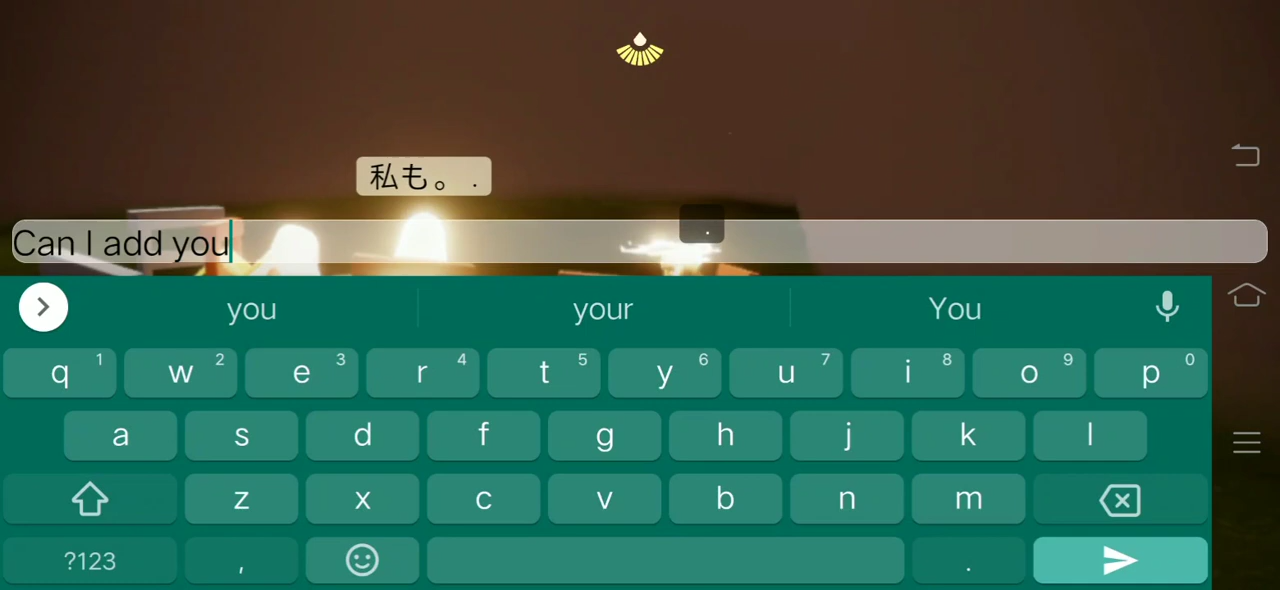 私も。 .
.
Can I add you
you your You
q 1 w 2 e 3 r 4 t 5 y 6 u 7 i 8 o 9 p 0
a s d f g h j k l
z x c v b n m
?123 , .